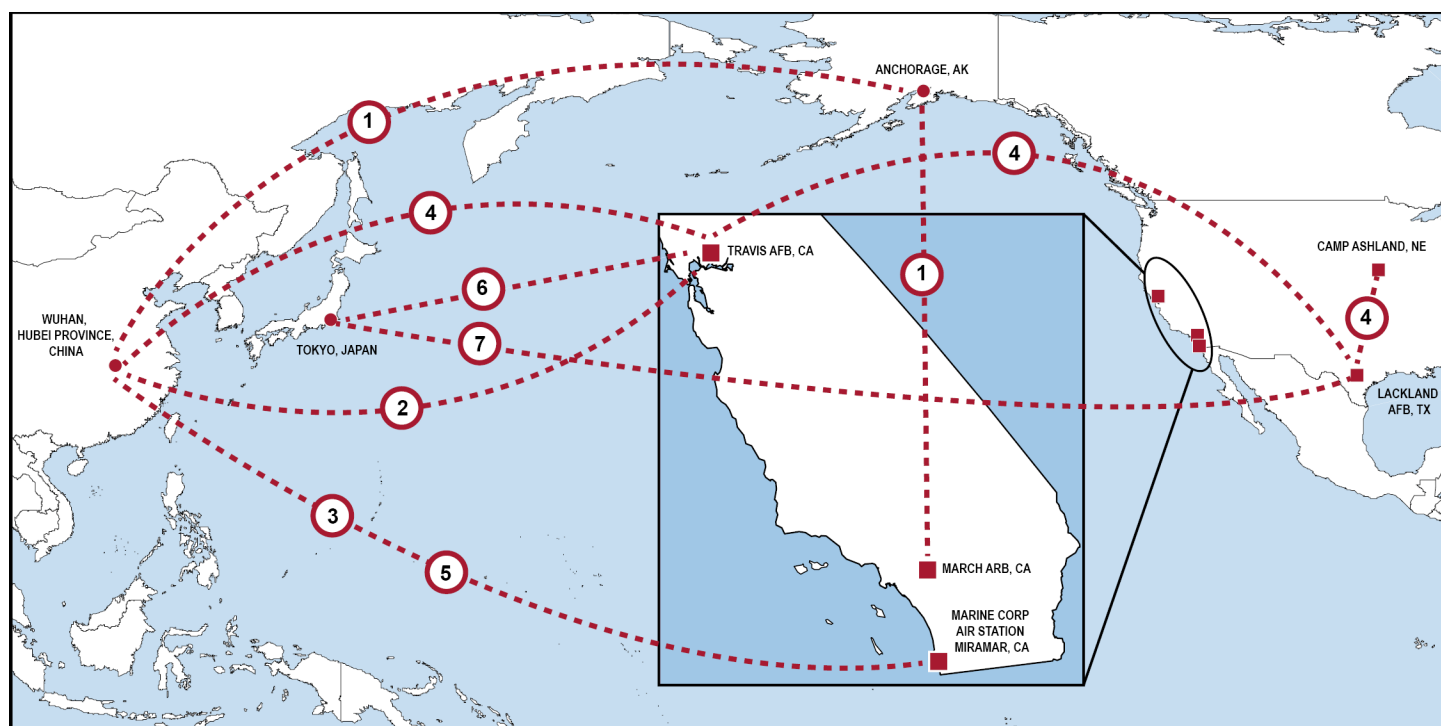 ANCHORAGE, AK
1
4
4
CAMP ASHLAND, NE
TRAVIS AFB, CA
1
6
4
WUHAN,
HUBEI PROVINCE,
CHINA
TOKYO, JAPAN
7
2
LACKLAND
AFB, TX
3
5
MARCH ARB, CA
MARINE CORP
AIR STATION
MIRAMAR, CA